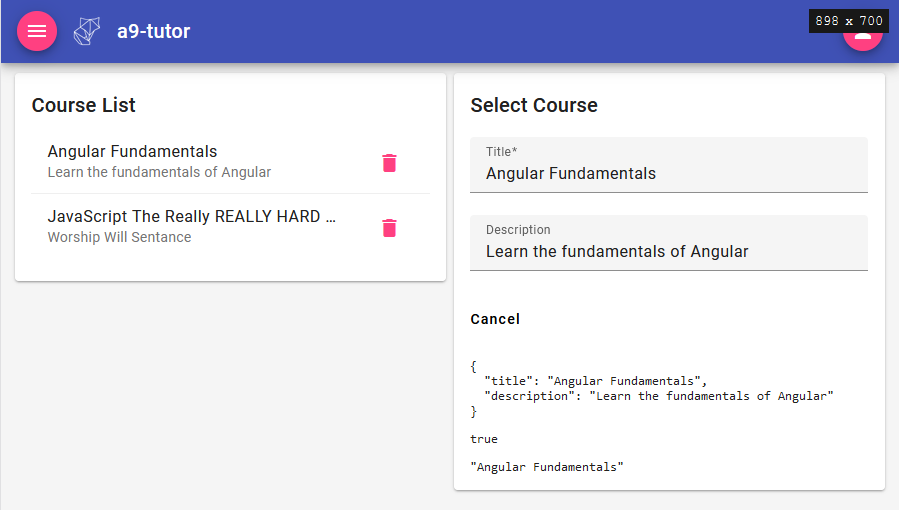 a9-tutor
898 x 700
Course List
Angular Fundamentals
Learn the fundamentals of Angular
JavaScript The Really REALLY HARD ...
Worship Will Sentance
Select Course
Title*
Angular Fundamentals
Description
Learn the fundamentals of Angular
Cancel
{
  "title": "Angular Fundamentals",
  "description": "Learn the fundamentals of Angular"
}
true
"Angular Fundamentals"